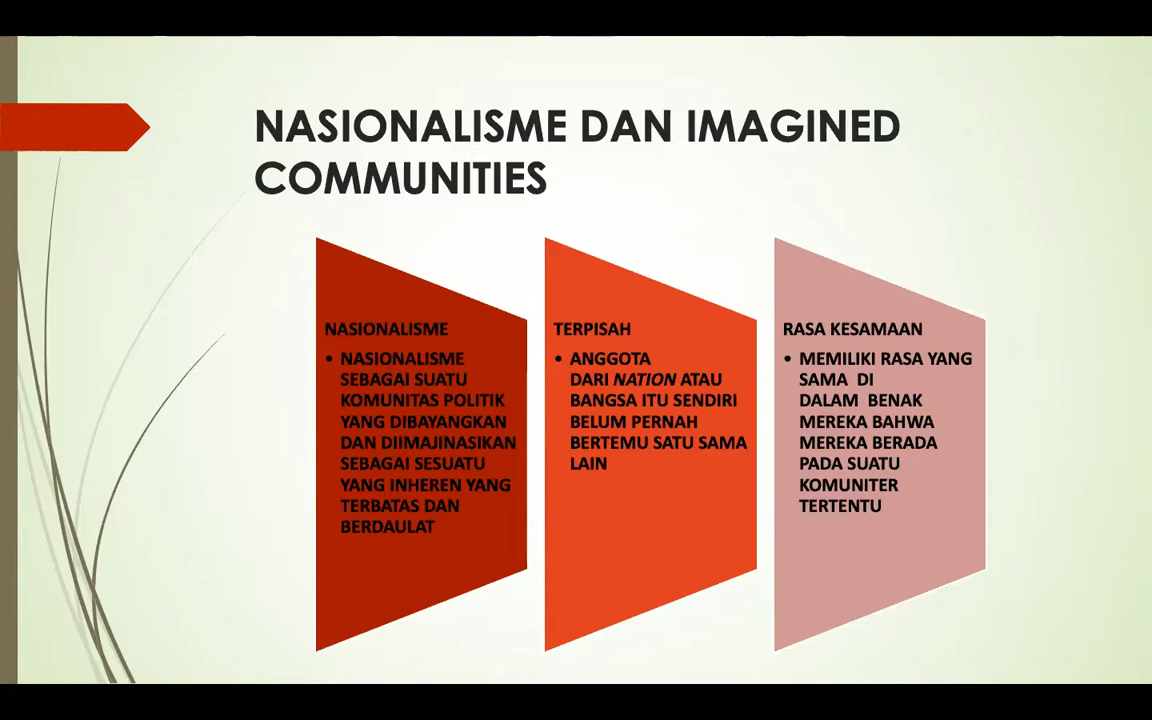 NASIONALISME DAN IMAGINED
COMMUNITIES
NASIONALISME
• NASIONALISME
SEBAGAI SUATU
KOMUNITAS POLITIK
YANG DIBAYANGKAN
DAN DIIMAJINASIKAN
SEBAGAI SESUATU
YANG INHEREN YANG
TERBATAS DAN
BERDAULAT
TERPISAH
• ANGGOTA
DARI NATION ATAU
BANGSA ITU SENDIRI
BELUM PERNAH
BERTEMU SATU SAMA
LAIN
RASA KESAMAAN
• MEMILIKI RASA YANG
SAMA DI
DALAM BENAK
MEREKA BAHWA
MEREKA BERADA
PADA SUATU
KOMUNITER
TERTENTU